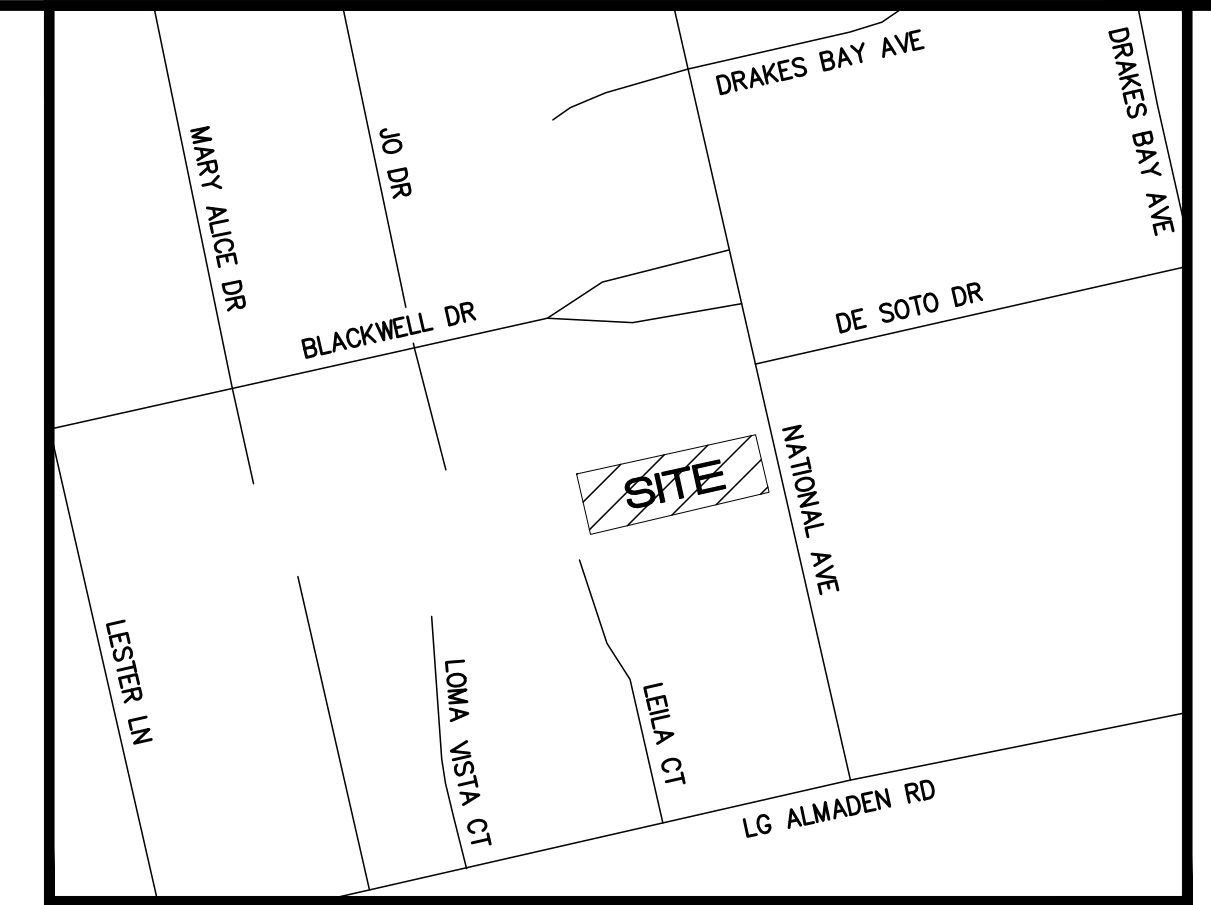 DRAKES BAY AVE
DRAKES BAY AVE
MARY ALICE DR
JO DR
BLACKWELL DR
DE SOTO DR
SITE
NATIONAL AVE
LESTER LN
LOMA VISTA CT
LEILA CT
LG ALMADEN RD